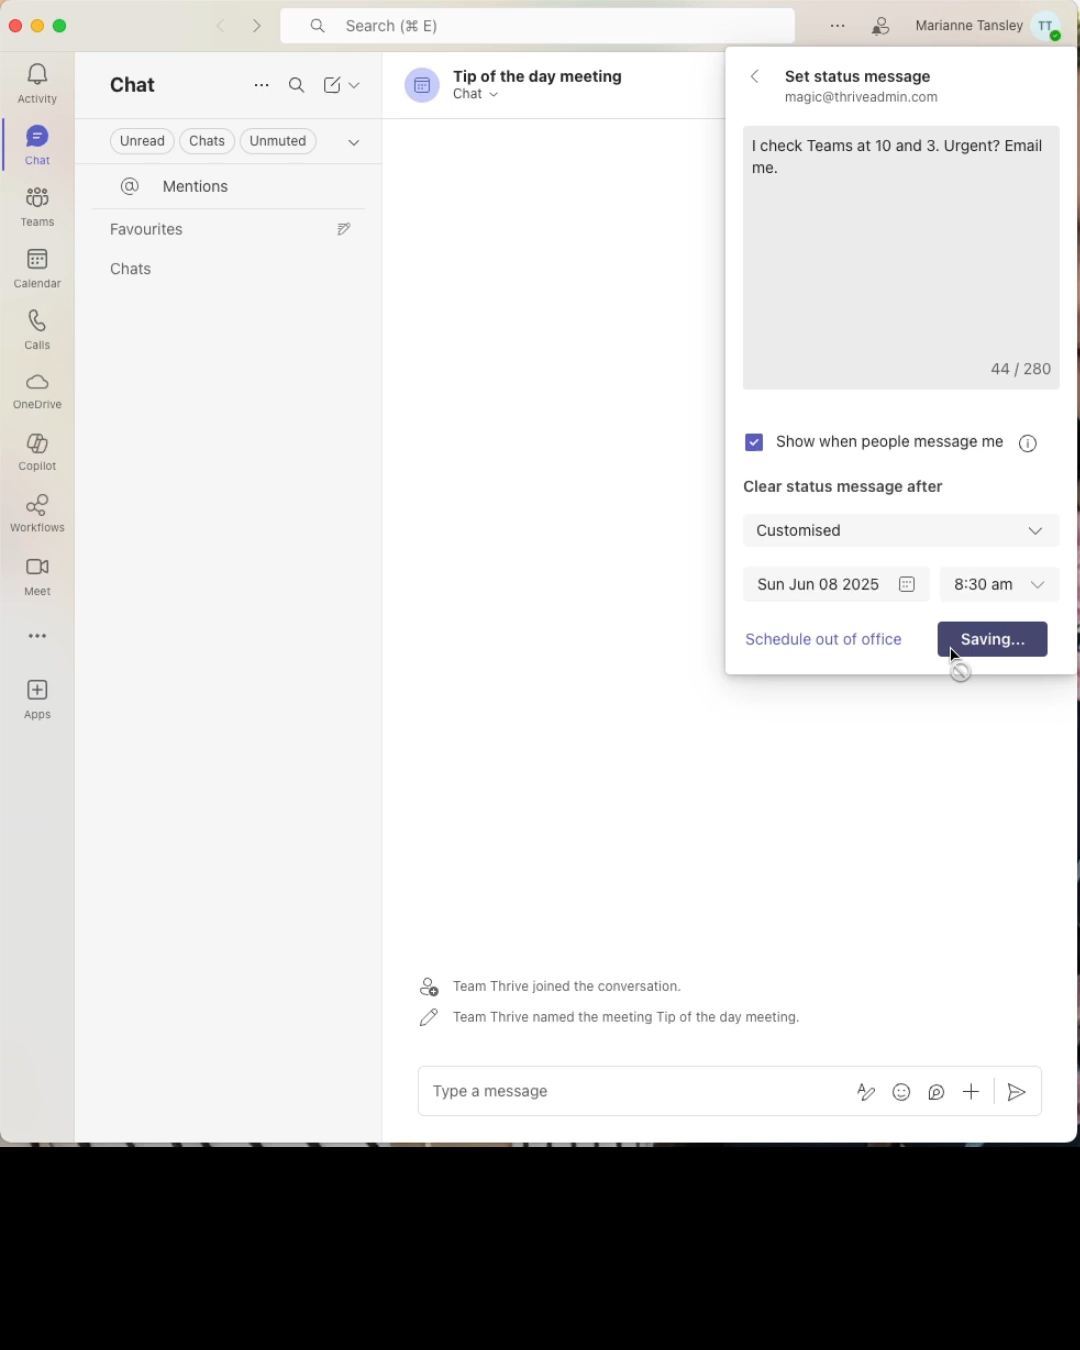 Search (⌘ E)
Marianne Tansley
TT
Activity
Chat
Teams
Calendar
Calls
OneDrive
Copilot
Workflows
Meet
Apps
Chat
Unread
Chats
Unmuted
@ Mentions
Favourites
Chats
Tip of the day meeting
Chat
Set status message
magic@thriveadmin.com
I check Teams at 10 and 3. Urgent? Email
me.
44 / 280
Show when people message me
Clear status message after
Customised
Sun Jun 08 2025
8:30 am
Schedule out of office
Saving...
Team Thrive joined the conversation.
Team Thrive named the meeting Tip of the day meeting.
Type a message